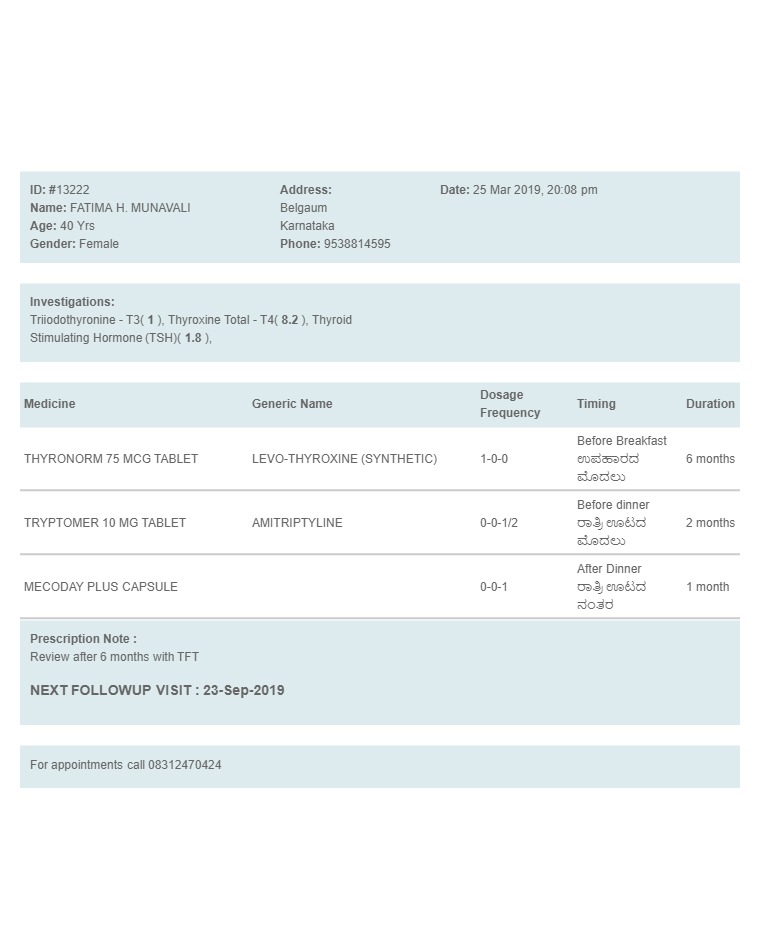 ID: #13222
Name: FATIMA H. MUNAVALI
Age: 40 Yrs
Gender: Female
Address:
Belgaum
Karnataka
Phone: 9538814595
Date: 25 Mar 2019, 20:08 pm
Investigations:
Triiodothyronine - T3( 1 ), Thyroxine Total - T4( 8.2 ), Thyroid
Stimulating Hormone (TSH)( 1.8 ),
Medicine Generic Name Dosage Frequency Timing Duration
THYRONORM 75 MCG TABLET LEVO-THYROXINE (SYNTHETIC) 1-0-0 Before Breakfast 6 months
ಉಪಹಾರದ
ಮೊದಲು
TRYPTOMER 10 MG TABLET AMITRIPTYLINE 0-0-1/2 Before dinner 2 months
ರಾತ್ರಿ ಊಟದ
ಮೊದಲು
MECODAY PLUS CAPSULE 0-0-1 After Dinner 1 month
ರಾತ್ರಿ ಊಟದ
ನಂತರ
Prescription Note :
Review after 6 months with TFT
NEXT FOLLOWUP VISIT : 23-Sep-2019
For appointments call 08312470424